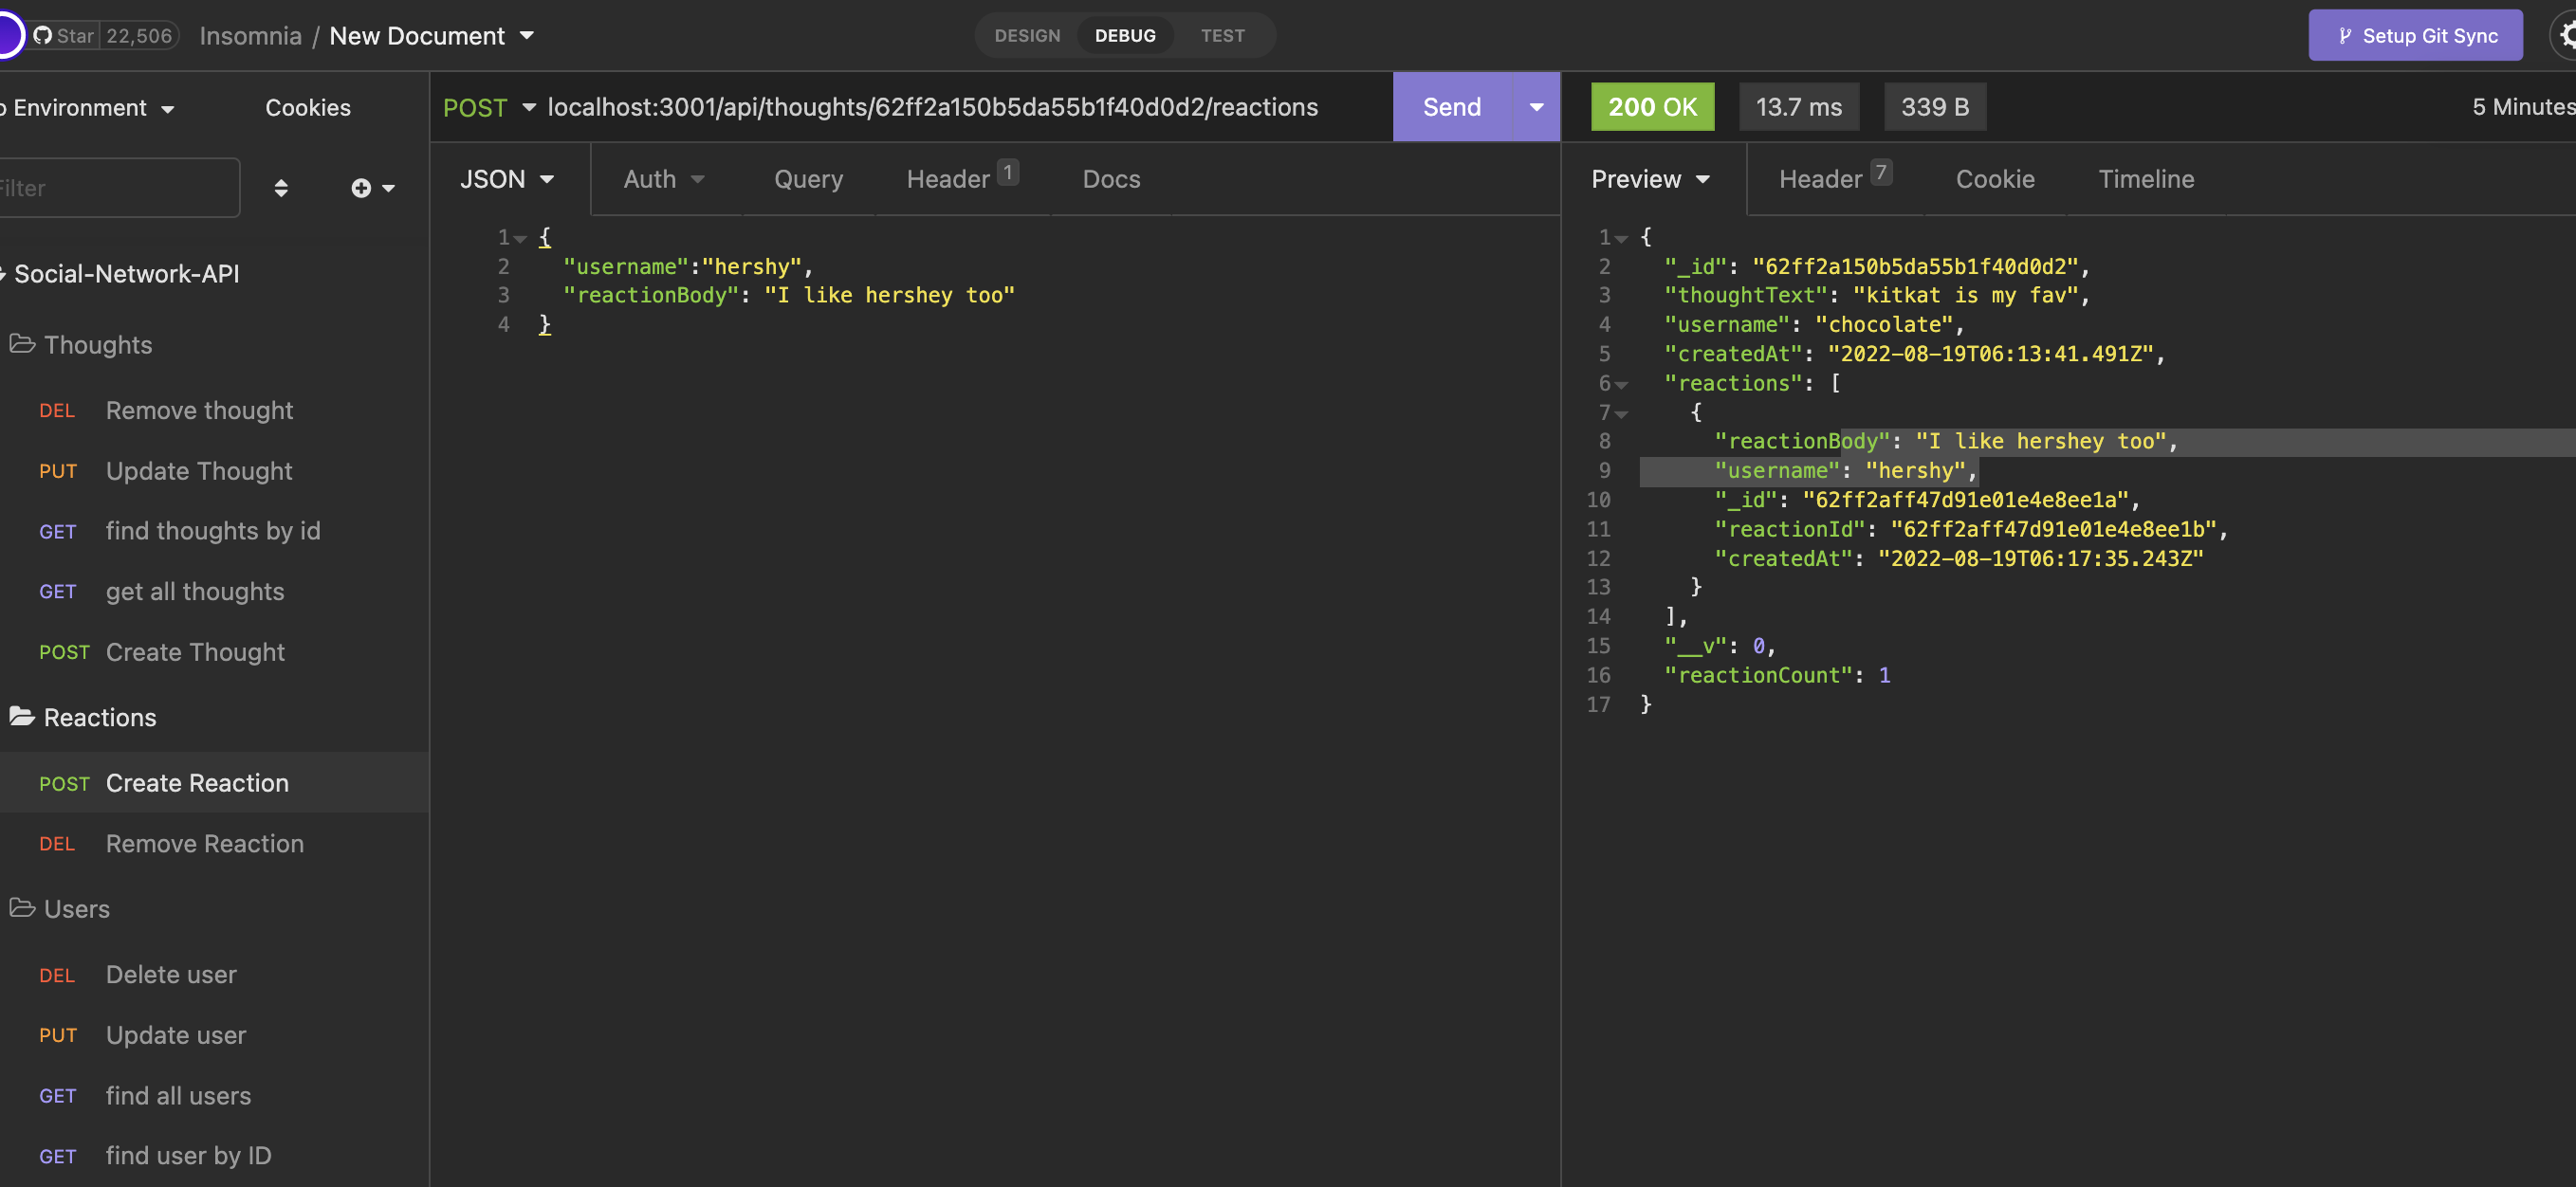 Star 22,506 Insomnia / New Document DESIGN DEBUG TEST Setup Git Sync
Environment Cookies
Filter
Social-Network-API
Thoughts
DEL Remove thought
PUT Update Thought
GET find thoughts by id
GET get all thoughts
POST Create Thought
Reactions
POST Create Reaction
DEL Remove Reaction
Users
DEL Delete user
PUT Update user
GET find all users
GET find user by ID
POST localhost:3001/api/thoughts/62ff2a150b5da55b1f40d0d2/reactions Send
JSON Auth Query Header 1 Docs
1 {
2 "username":"hershy",
3 "reactionBody": "I like hershey too"
4 }
200 OK 13.7 ms 339 B 5 Minutes
Preview Header 7 Cookie Timeline
1 {
2 "_id": "62ff2a150b5da55b1f40d0d2",
3 "thoughtText": "kitkat is my fav",
4 "username": "chocolate",
5 "createdAt": "2022-08-19T06:13:41.491Z",
6 "reactions": [
7 {
8 "reactionBody": "I like hershey too",
9 "username": "hershy",
10 "_id": "62ff2aff47d91e01e4e8ee1a",
11 "reactionId": "62ff2aff47d91e01e4e8ee1b",
12 "createdAt": "2022-08-19T06:17:35.243Z"
13 }
14 ],
15 "__v": 0,
16 "reactionCount": 1
17 }